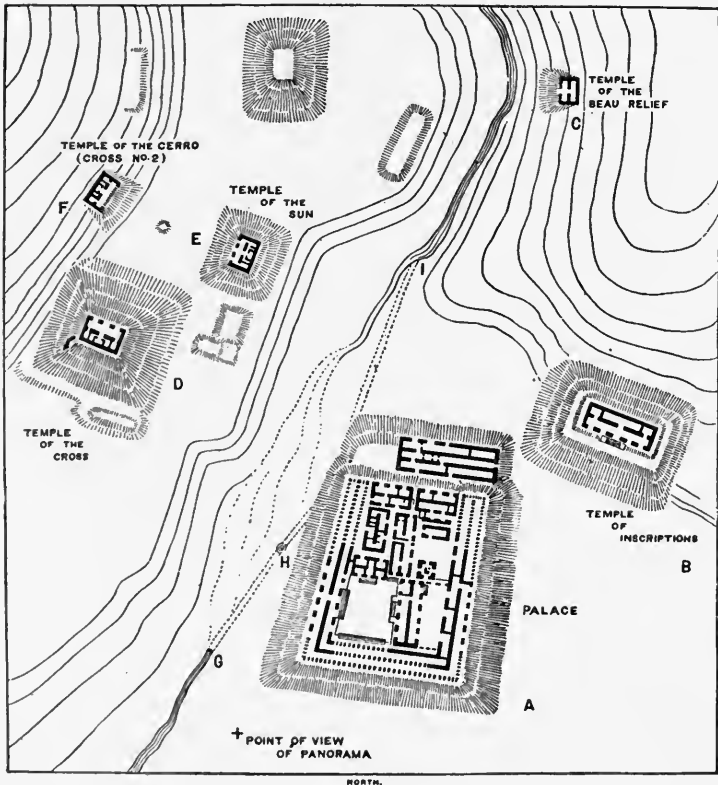 TEMPLE
OF THE
BEAU RELIEF
C
TEMPLE OF THE CERRO
(CROSS No. 2)
F
TEMPLE
OF THE
SUN
E
I
D
TEMPLE
OF THE
CROSS
TEMPLE
OF
INSCRIPTIONS
B
H
PALACE
G
A
+ POINT OF VIEW
OF PANORAMA
NORTH.